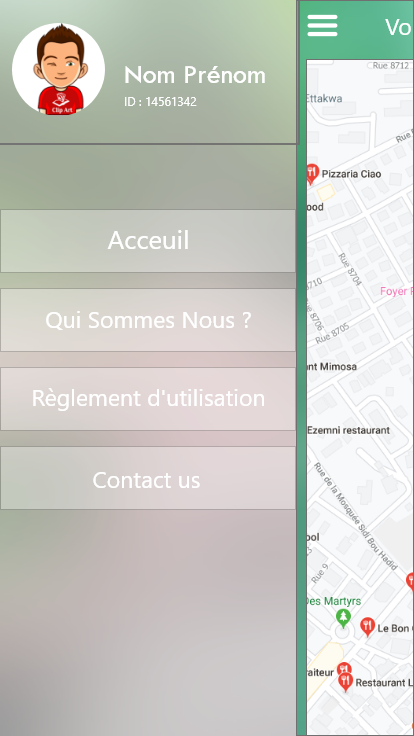 Clip Art
Nom Prénom
ID : 14561342
Acceuil
Qui Sommes Nous ?
Règlement d'utilisation
Contact us
Vo
Rue 8712
Ettakwa
Rue
Pizzaria Ciao
ood
Rue 8704
8710
Foyer F
Rue 8706
Rue 8705
nt Mimosa
Ezemni restaurant
Rue de la Mosquée Sidi Bou Hadid
ool
Rue 9
Des Martyrs
Le Bon
raiteur
Restaurant L